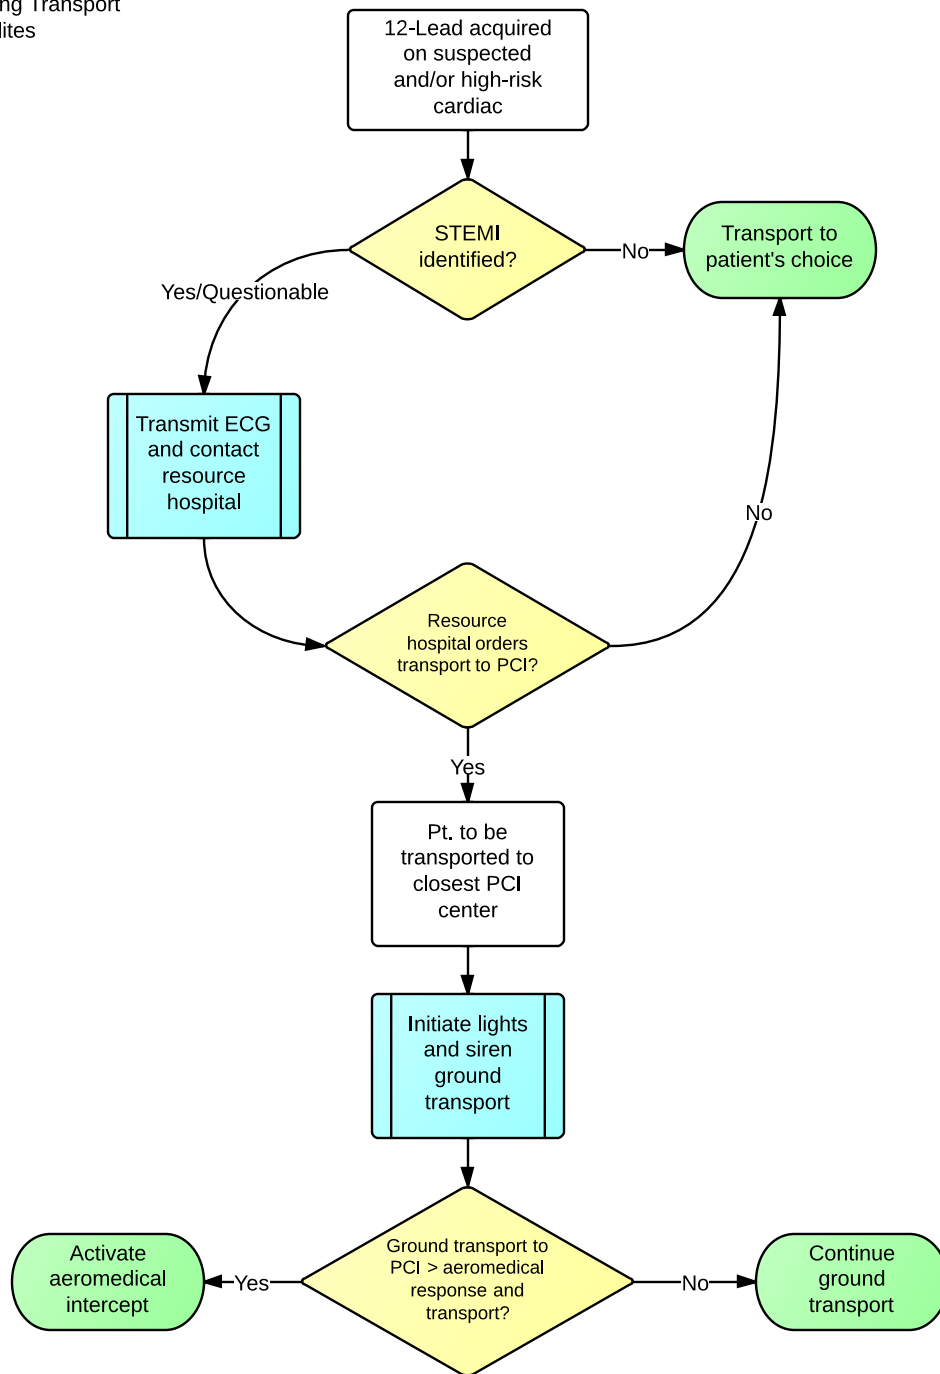 Transport
12-Lead acquired
on suspected
and/or high-risk
cardiac
STEMI
identified?
No
Transport to
patient's choice
Yes/Questionable
Transmit ECG
and contact
resource
hospital
No
Resource
hospital orders
transport to PCI?
Yes
Pt. to be
transported to
closest PCI
center
Initiate lights
and siren
ground
transport
Ground transport to
PCI > aeromedical
response and
transport?
Yes
Activate
aeromedical
intercept
No
Continue
ground
transport